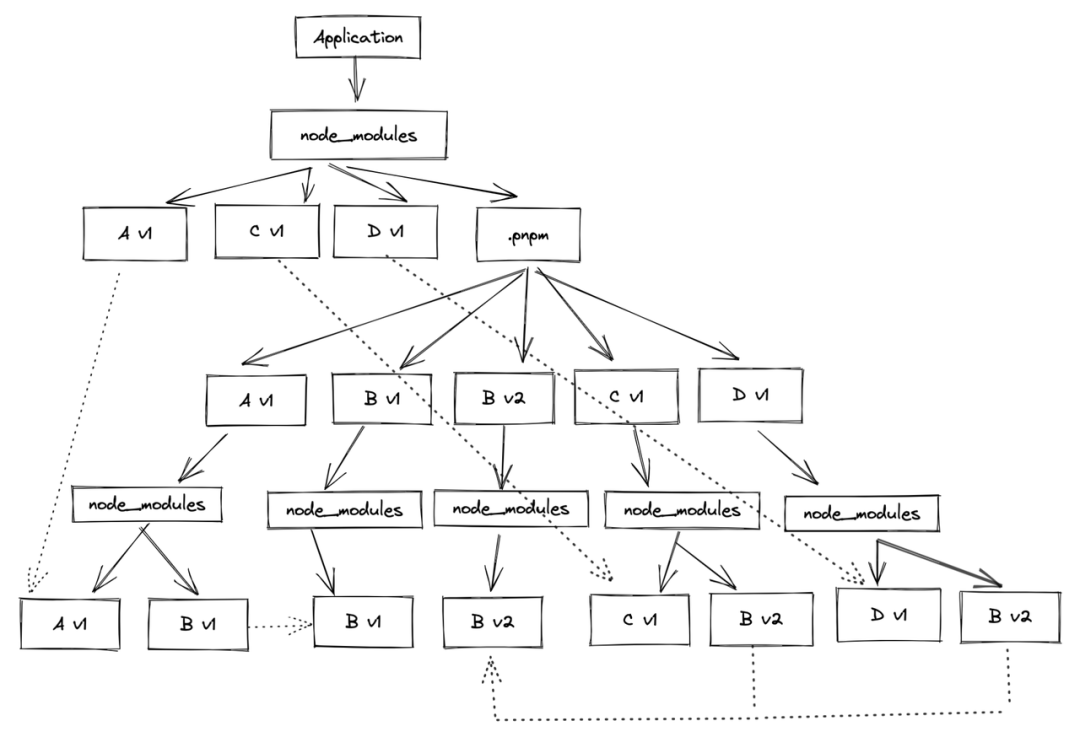 Application
node_modules
A v1
C v1
D v1
.pnpm
A v1
B v1
B v2
C v1
D v1
node_modules
node_modules
node_modules
node_modules
node_modules
A v1
B v1
B v1
B v2
C v1
B v2
D v1
B v2